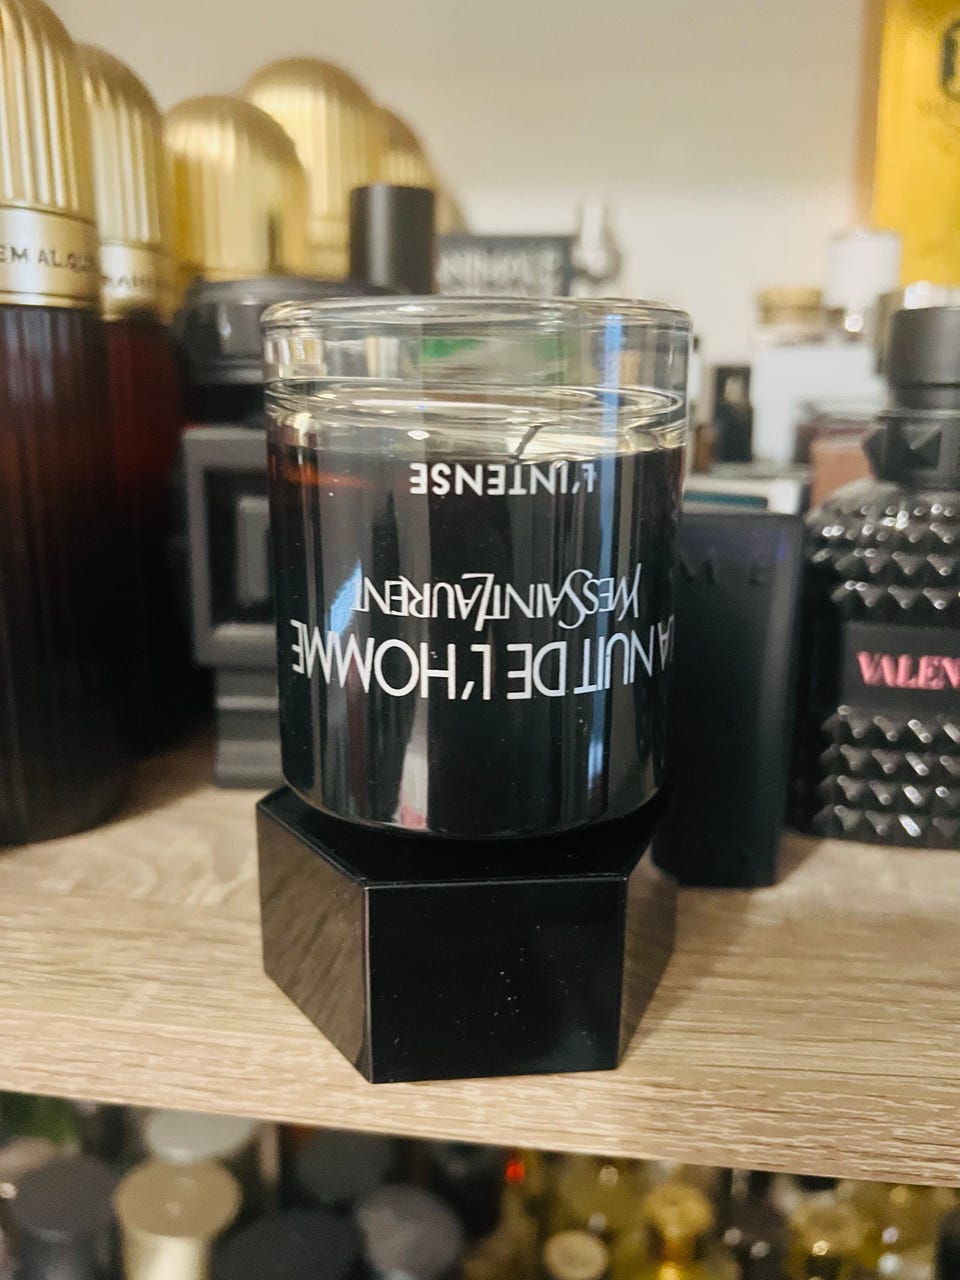 L'INTENSE
YVESSAINTLAURENT
LA NUIT DE L'HOMME
VALEN